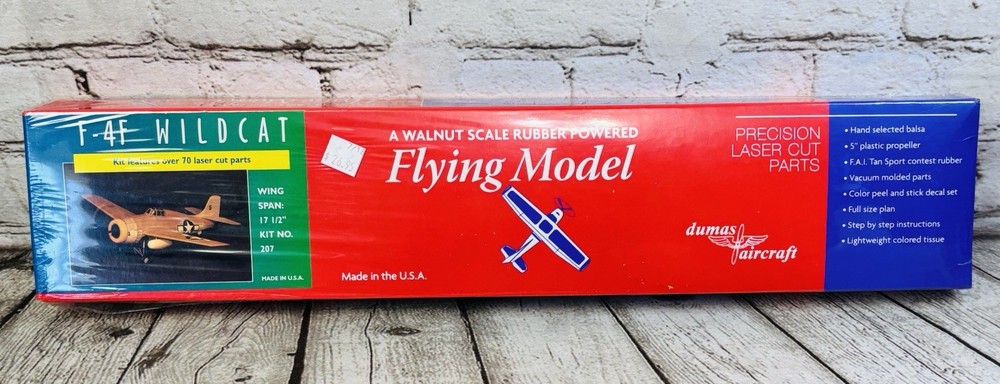 F-4F WILDCAT
Kit features over 70 laser cut parts
WING
SPAN:
17 1/2"
KIT NO.
207
MADE IN U.S.A.
A WALNUT SCALE RUBBER POWERED
Flying Model
Made in the U.S.A.
PRECISION
LASER CUT
PARTS
dumas
aircraft
• Hand selected balsa
• 5" plastic propeller
• F.A.I. Tan Sport contest rubber
• Vacuum molded parts
• Color peel and stick decal set
• Full size plan
• Step by step instructions
• Lightweight colored tissue